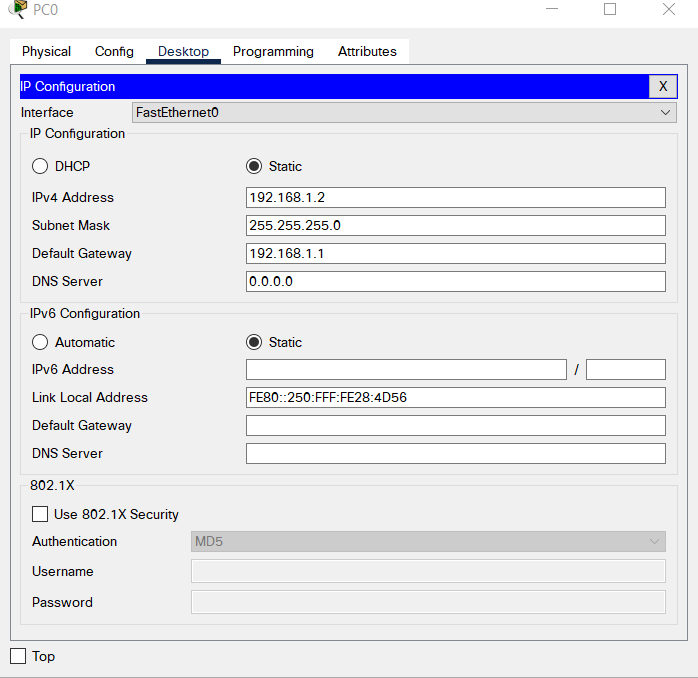 PC0
Physical Config Desktop Programming Attributes
IP Configuration X
Interface FastEthernet0
IP Configuration
DHCP Static
IPv4 Address 192.168.1.2
Subnet Mask 255.255.255.0
Default Gateway 192.168.1.1
DNS Server 0.0.0.0
IPv6 Configuration
Automatic Static
IPv6 Address /
Link Local Address FE80::250:FFF:FE28:4D56
Default Gateway
DNS Server
802.1X
Use 802.1X Security
Authentication MD5
Username
Password
Top